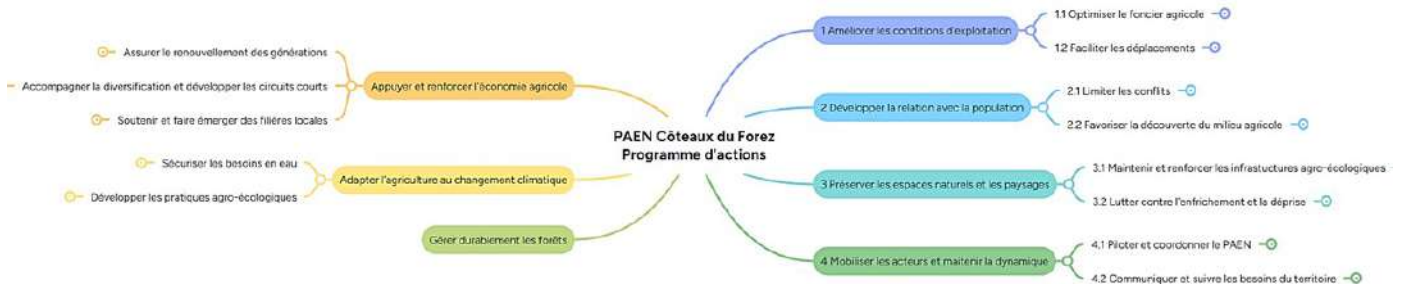 PAEN Côteaux du Forez
Programme d'actions
1 Améliorer les conditions d'exploitation
1.1 Optimiser le foncier agricole
1.2 Faciliter les déplacements
2 Développer la relation avec la population
2.1 Limiter les conflits
2.2 Favoriser la découverte du milieu agricole
3 Préserver les espaces naturels et les paysages
3.1 Maintenir et renforcer les infrastuctures agro-écologiques
3.2 Lutter contre l'enfrichement et la déprise
4 Mobiliser les acteurs et maitenir la dynamique
4.1 Piloter et coordonner le PAEN
4.2 Communiquer et suivre les besoins du territoire
Appuyer et renforcer l'économie agricole
Assurer le renouvellement des générations
Accompagner la diversification et développer les circuits courts
Soutenir et faire émerger des filières locales
Adapter l'agriculture au changement climatique
Sécuriser les besoins en eau
Développer les pratiques agro-écologiques
Gérer durablement les forêts